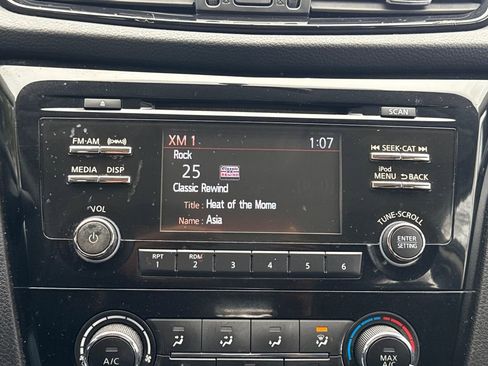 SCAN
FM-AM
MEDIA DISP
VOL
XM 1 1:07
Rock
25
Classic Rewind
Title : Heat of the Mome
Name : Asia
SEEK·CAT
iPod
MENU BACK
TUNE·SCROLL
ENTER
SETTING
RPT RDM
1 2 3 4 5 6
A/C
MAX
A/C